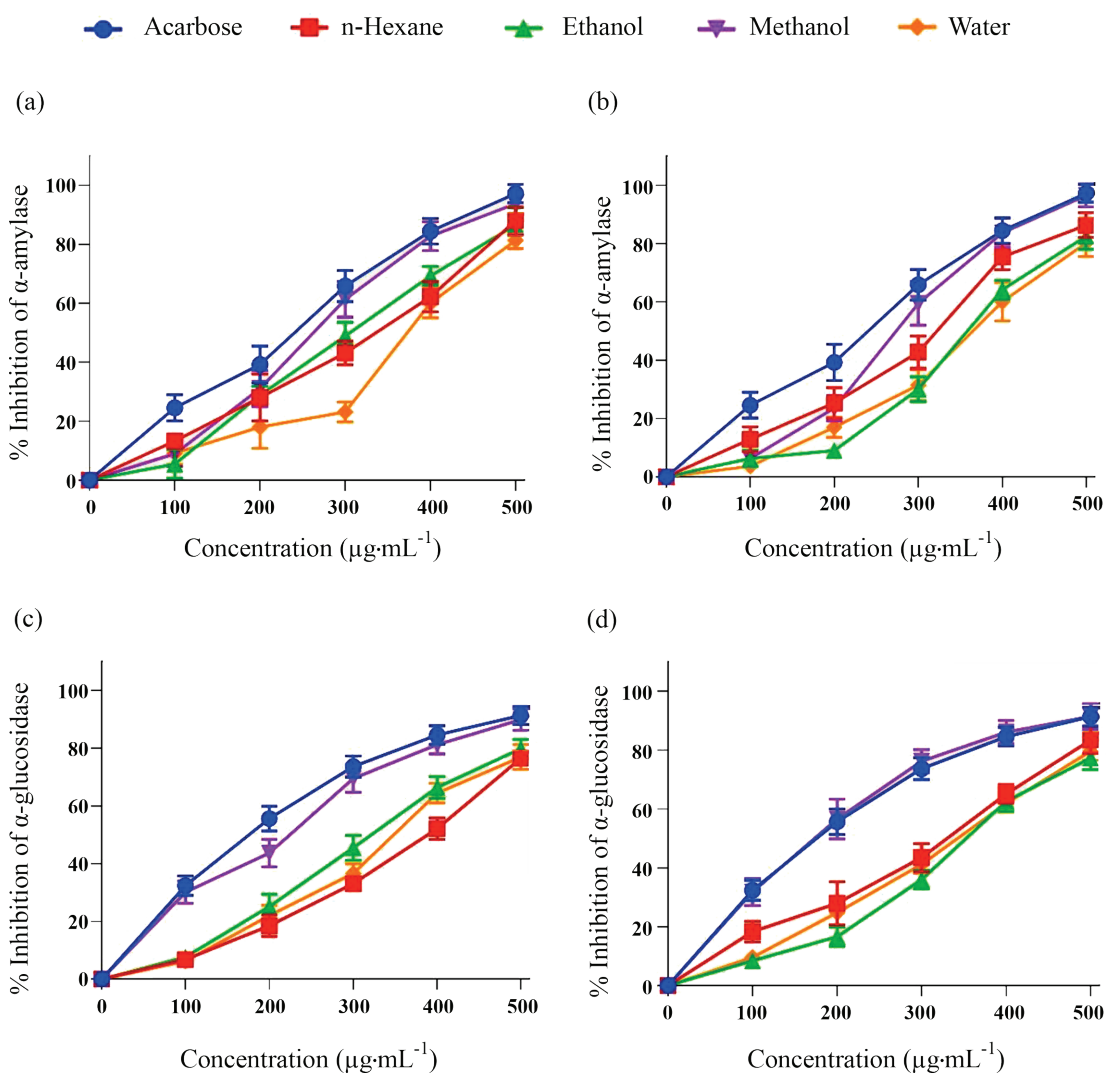 Acarbose n-Hexane Ethanol Methanol Water
(a)
% Inhibition of α-amylase
100
80
60
40
20
0
0 100 200 300 400 500
Concentration (µg·mL⁻¹)
(b)
% Inhibition of α-amylase
100
80
60
40
20
0
0 100 200 300 400 500
Concentration (µg·mL⁻¹)
(c)
% Inhibition of α-glucosidase
100
80
60
40
20
0
0 100 200 300 400 500
Concentration (µg·mL⁻¹)
(d)
% Inhibition of α-glucosidase
100
80
60
40
20
0
0 100 200 300 400 500
Concentration (µg·mL⁻¹)